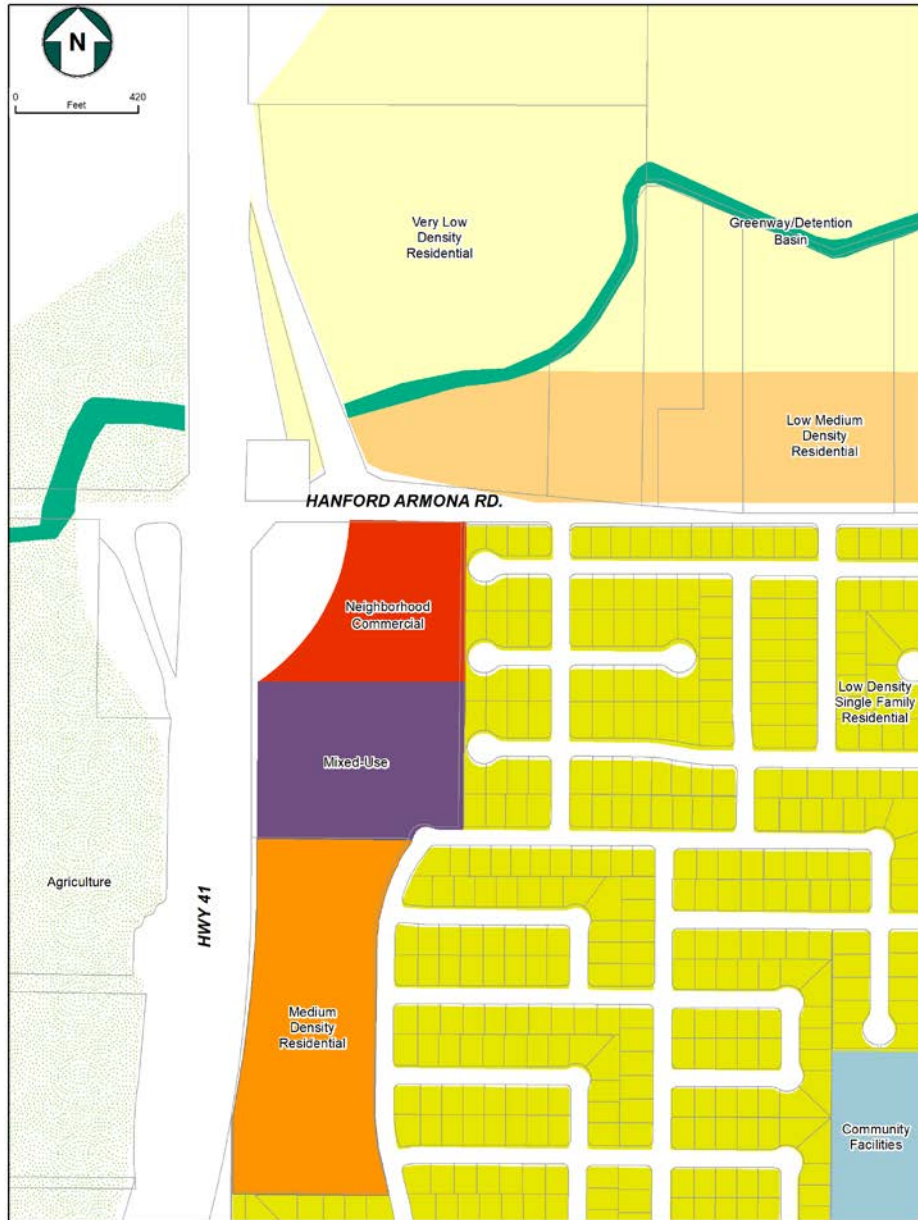 N
0 420
Feet
Very Low
Density
Residential
Greenway/Detention
Basin
Low Medium
Density
Residential
HANFORD ARMONA RD.
Neighborhood
Commercial
Low Density
Single Family
Residential
Mixed-Use
Agriculture
HWY 41
Medium
Density
Residential
Community
Facilities